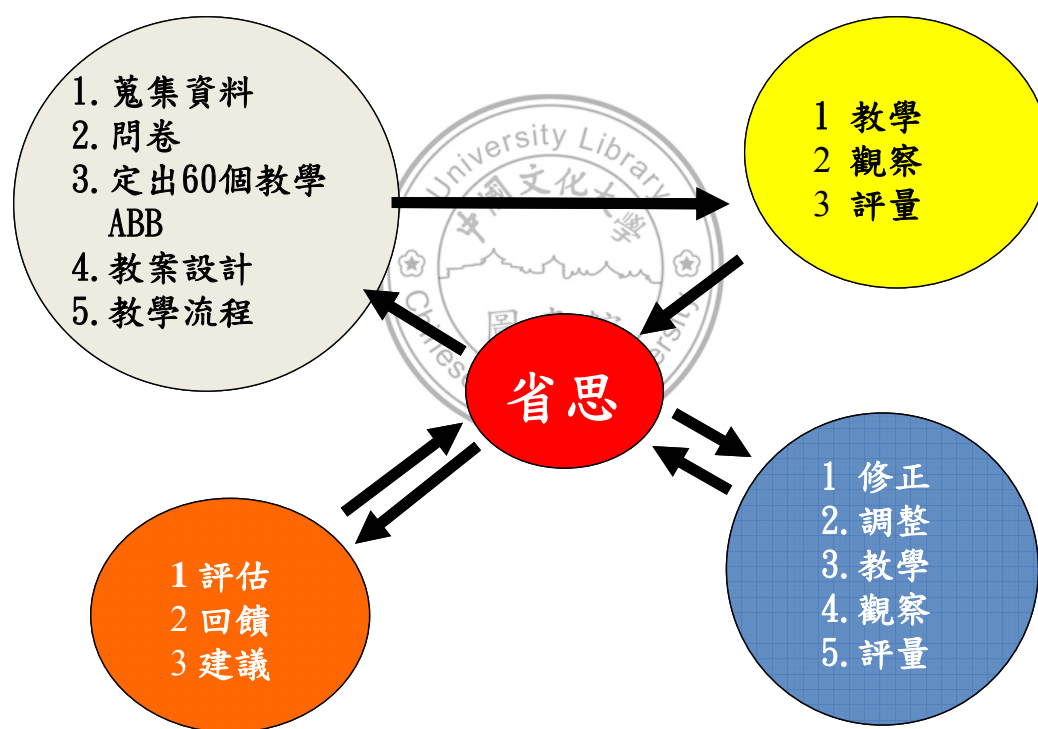 1. 蒐集資料
2. 問卷
3. 定出60個教學
ABB
4. 教案設計
5. 教學流程
1 教學
2 觀察
3 評量
University Library
中國文化大學
Chinese
省思
1 評估
2 回饋
3 建議
1 修正
2. 調整
3. 教學
4. 觀察
5. 評量